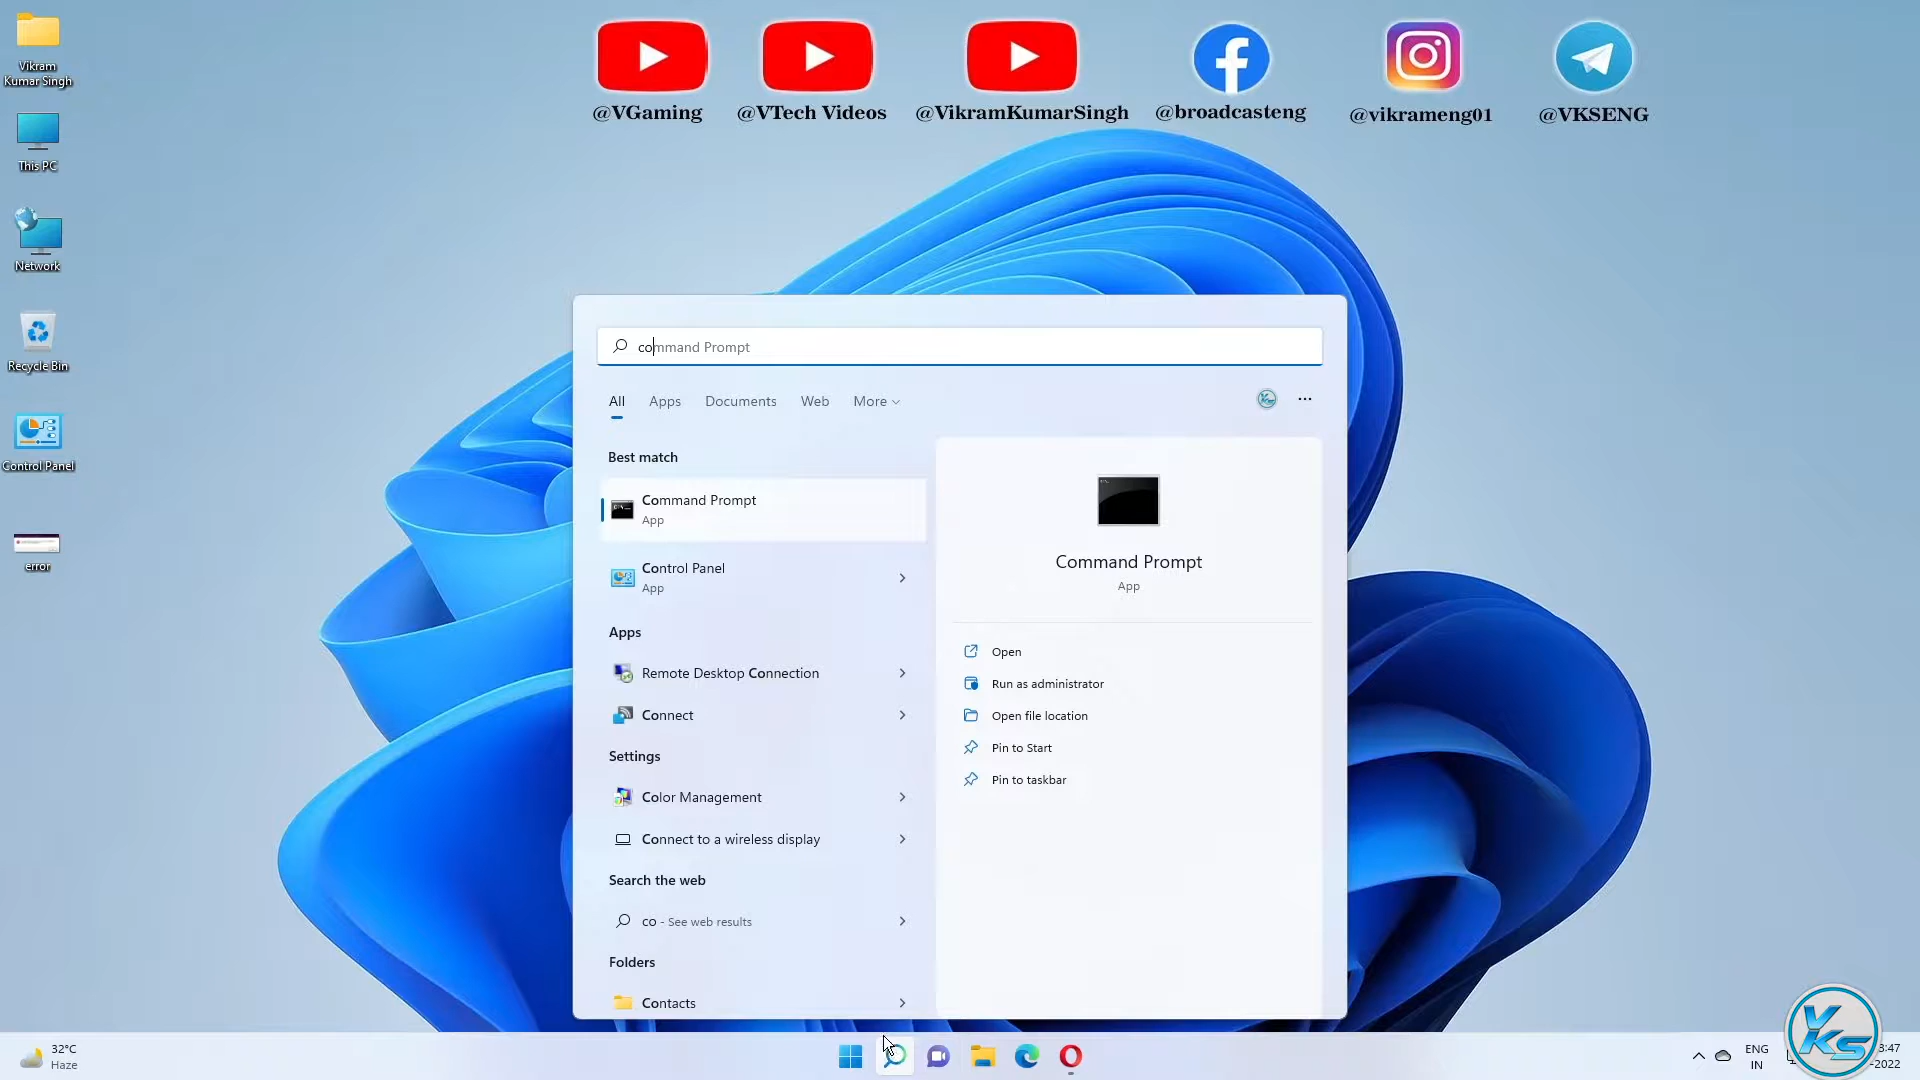 @VGaming
@VTech Videos
@VikramKumarSingh
@broadcasteng
@vikrameng01
@VKSENG
Vikram
Kumar Singh
This PC
Network
Recycle Bin
Control Panel
error
command Prompt
All
Apps
Documents
Web
More
Best match
Command Prompt
App
Control Panel
App
Apps
Remote Desktop Connection
Connect
Settings
Color Management
Connect to a wireless display
Search the web
co - See web results
Folders
Contacts
Command Prompt
App
Open
Run as administrator
Open file location
Pin to Start
Pin to taskbar
32°C
Haze
ENG
IN
3:47
-2022
VKS